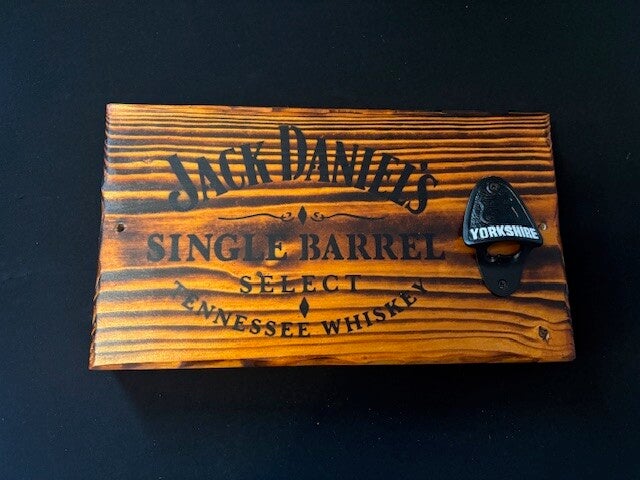 JACK DANIEL'S
SINGLE BARREL
SELECT
TENNESSEE WHISKEY
YORKSHIRE